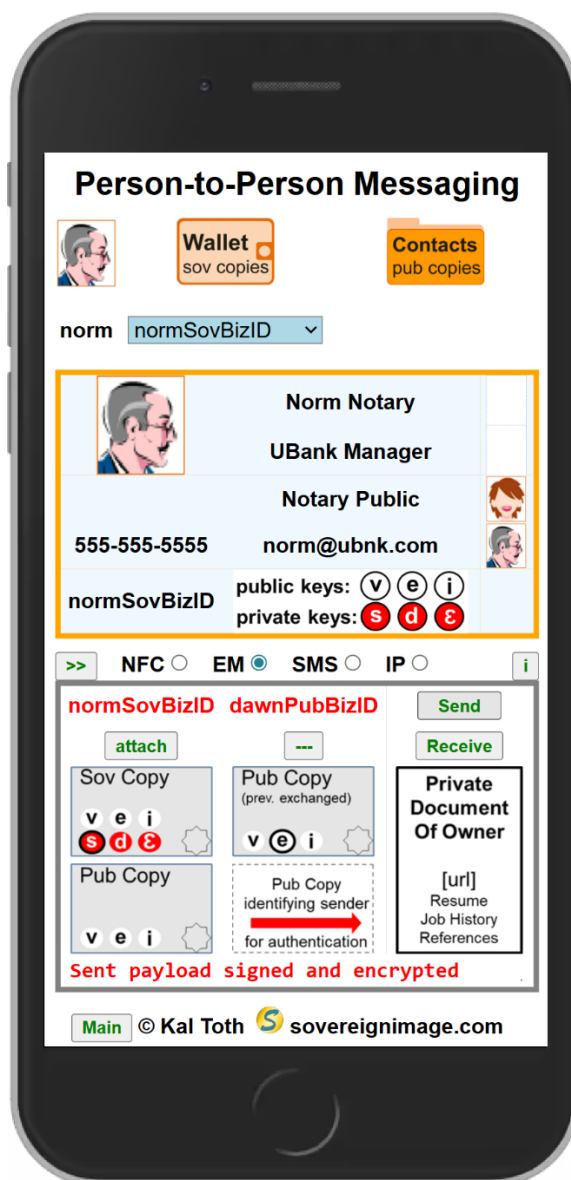 Person-to-Person Messaging
Wallet
sov copies
Contacts
pub copies
norm normSovBizID
Norm Notary
UBank Manager
Notary Public
555-555-5555 norm@ubnk.com
normSovBizID
public keys: v e i
private keys: s d ε
>> NFC EM SMS IP i
normSovBizID dawnPubBizID Send
attach --- Receive
Sov Copy
v e i
s d ε
Pub Copy
(prev. exchanged)
v e i
Private
Document
Of Owner
[url]
Resume
Job History
References
Pub Copy
v e i
Pub Copy
identifying sender
for authentication
Sent payload signed and encrypted
Main © Kal Toth S sovereignimage.com